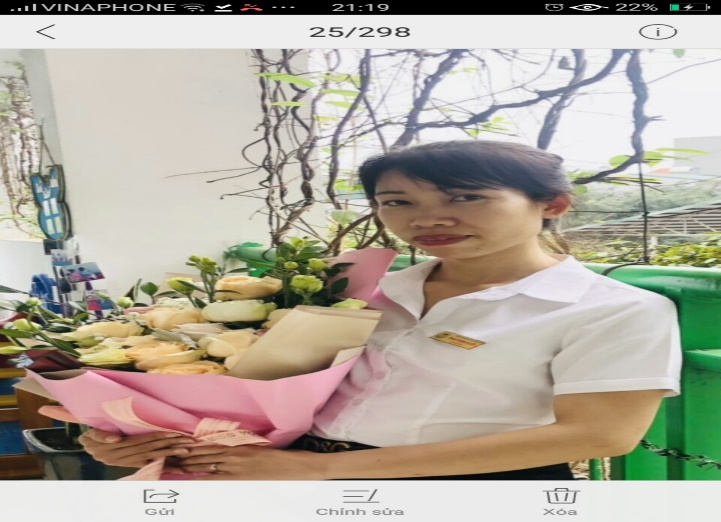 VINAPHONE 21:19 22%
25/298
Gửi Chỉnh sửa Xóa